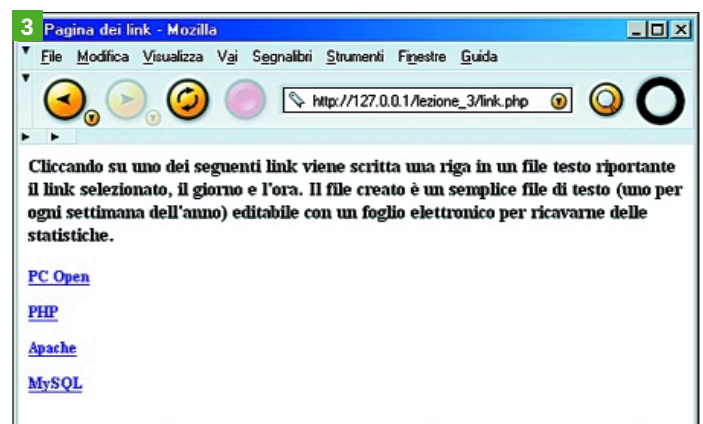 3 Pagina dei link - Mozilla
File Modifica Visualizza Vai Segnalibri Strumenti Finestre Guida
http://127.0.0.1/lezione_3/link.php
Cliccando su uno dei seguenti link viene scritta una riga in un file testo riportante
il link selezionato, il giorno e l'ora. Il file creato è un semplice file di testo (uno per
ogni settimana dell'anno) editabile con un foglio elettronico per ricavarne delle
statistiche.
PC Open
PHP
Apache
MySQL